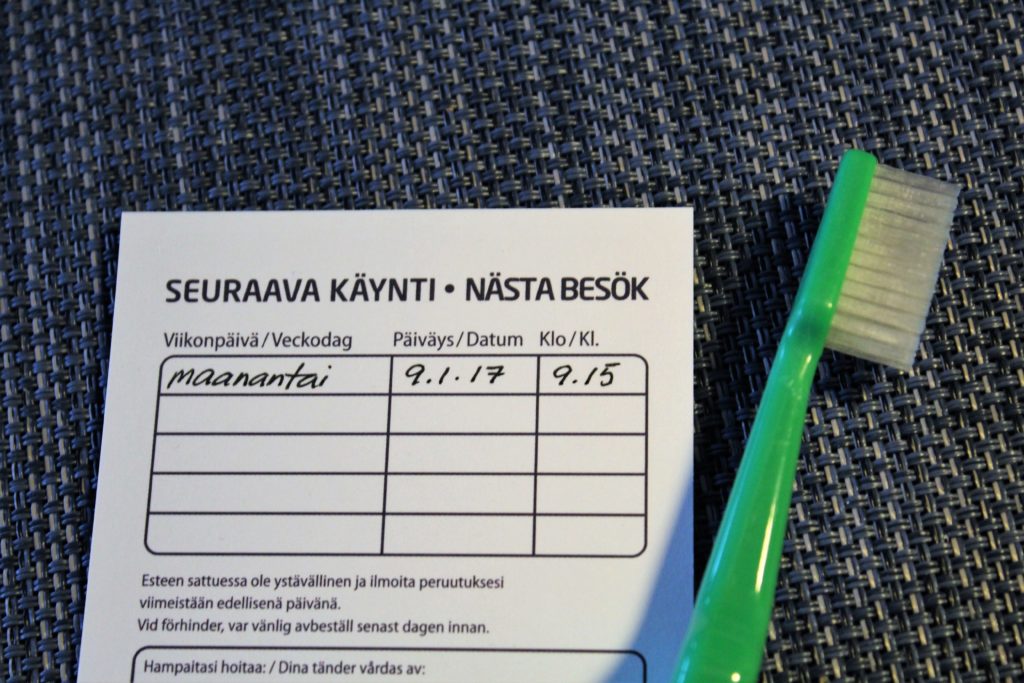 SEURAAVA KÄYNTI • NÄSTA BESÖK
Viikonpäivä / Veckodag Päiväys / Datum Klo / Kl.
maanantai 9.1.17 9.15
Esteen sattuessa ole ystävällinen ja ilmoita peruutuksesi
viimeistään edellisenä päivänä.
Vid förhinder, var vänlig avbeställ senast dagen innan.
Hampaitasi hoitaa: / Dina tänder vårdas av: